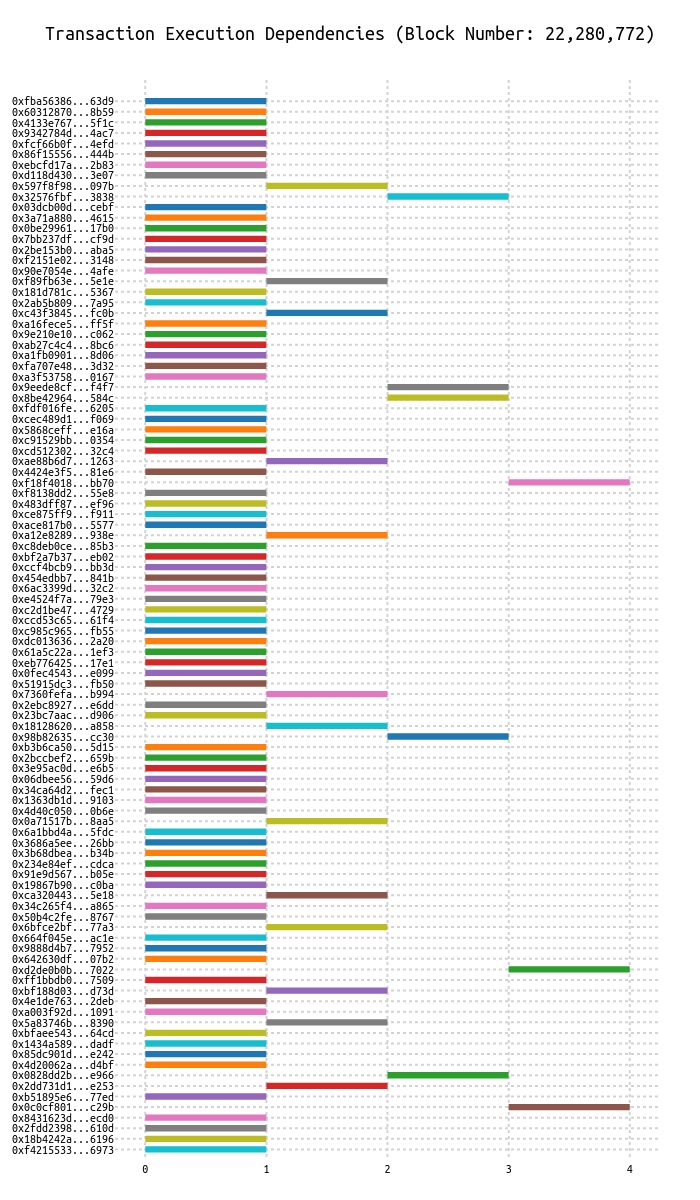 Transaction Execution Dependencies (Block Number: 22,280,772)
0xfba56386...63d9
0x60312870...8b59
0x4133e767...5f1c
0x9342784d...4ac7
0xfcf66b0f...4efd
0x86f15556...444b
0xebcfd17a...2b83
0xd118d430...3e07
0x597f8f98...097b
0x32576fbf...3838
0x03dcb00d...cebf
0x3a71a880...4615
0x0be29961...17b0
0x7bb237df...cf9d
0x2be153b0...aba5
0xf2151e02...3148
0x90e7054e...4afe
0xf89fb63e...5e1e
0x181d781c...5367
0x2ab5b809...7a95
0xc43f3845...fc0b
0xa16fece5...ff5f
0x9e210e10...c062
0xab27c4c4...8bc6
0xa1fb0901...8d06
0xfa707e48...3d32
0xa3f53758...0167
0x9eede8cf...f4f7
0x8be42964...584c
0xfdf016fe...6205
0xcec489d1...f069
0x5868ceff...e16a
0xc91529bb...0354
0xcd512302...32c4
0xae88b6d7...1263
0x4424e3f5...81e6
0xf18f4018...bb70
0xf8138dd2...55e8
0x483dff87...ef96
0xce875ff9...f911
0xace817b0...5577
0xa12e8289...938e
0xc8deb0ce...85b3
0xbf2a7b37...eb02
0xccf4bcb9...bb3d
0x454edbb7...841b
0x6ac3399d...32c2
0xe4524f7a...79e3
0xc2d1be47...4729
0xccd53c65...61f4
0xc985c965...fb55
0xdc013636...2a20
0x61a5c22a...1ef3
0xeb776425...17e1
0x0fec4543...e099
0x51915dc3...fb50
0x7360fefa...b994
0x2ebc8927...e6dd
0x23bc7aac...d906
0x18128620...a858
0x98b82635...cc30
0xb3b6ca50...5d15
0x2bccbef2...659b
0x3e95ac0d...e6b5
0x06dbee56...59d6
0x34ca64d2...fec1
0x1363db1d...9103
0x4d40c050...0b6e
0x0a71517b...8aa5
0x6a1bbd4a...5fdc
0x3686a5ee...26bb
0x3b68dbea...b34b
0x234e84ef...cdca
0x91e9d567...b05e
0x19867b90...c0ba
0xca320443...5e18
0x34c265f4...a865
0x50b4c2fe...8767
0x6bfce2bf...77a3
0x664f045e...ac1e
0x9888d4b7...7952
0x642630df...07b2
0xd2de0b0b...7022
0xff1bbdb0...7509
0xbf188d03...d73d
0x4e1de763...2deb
0xa003f92d...1091
0x5a83746b...8390
0xbfaee543...64cd
0x1434a589...dadf
0x85dc901d...e242
0x4d20062a...d4bf
0x0828dd2b...e966
0x2dd731d1...e253
0xb51895e6...77ed
0x0c0cf801...c29b
0x8431623d...ecd0
0x2fdd2398...610d
0x18b4242a...6196
0xf4215533...6973
0 1 2 3 4